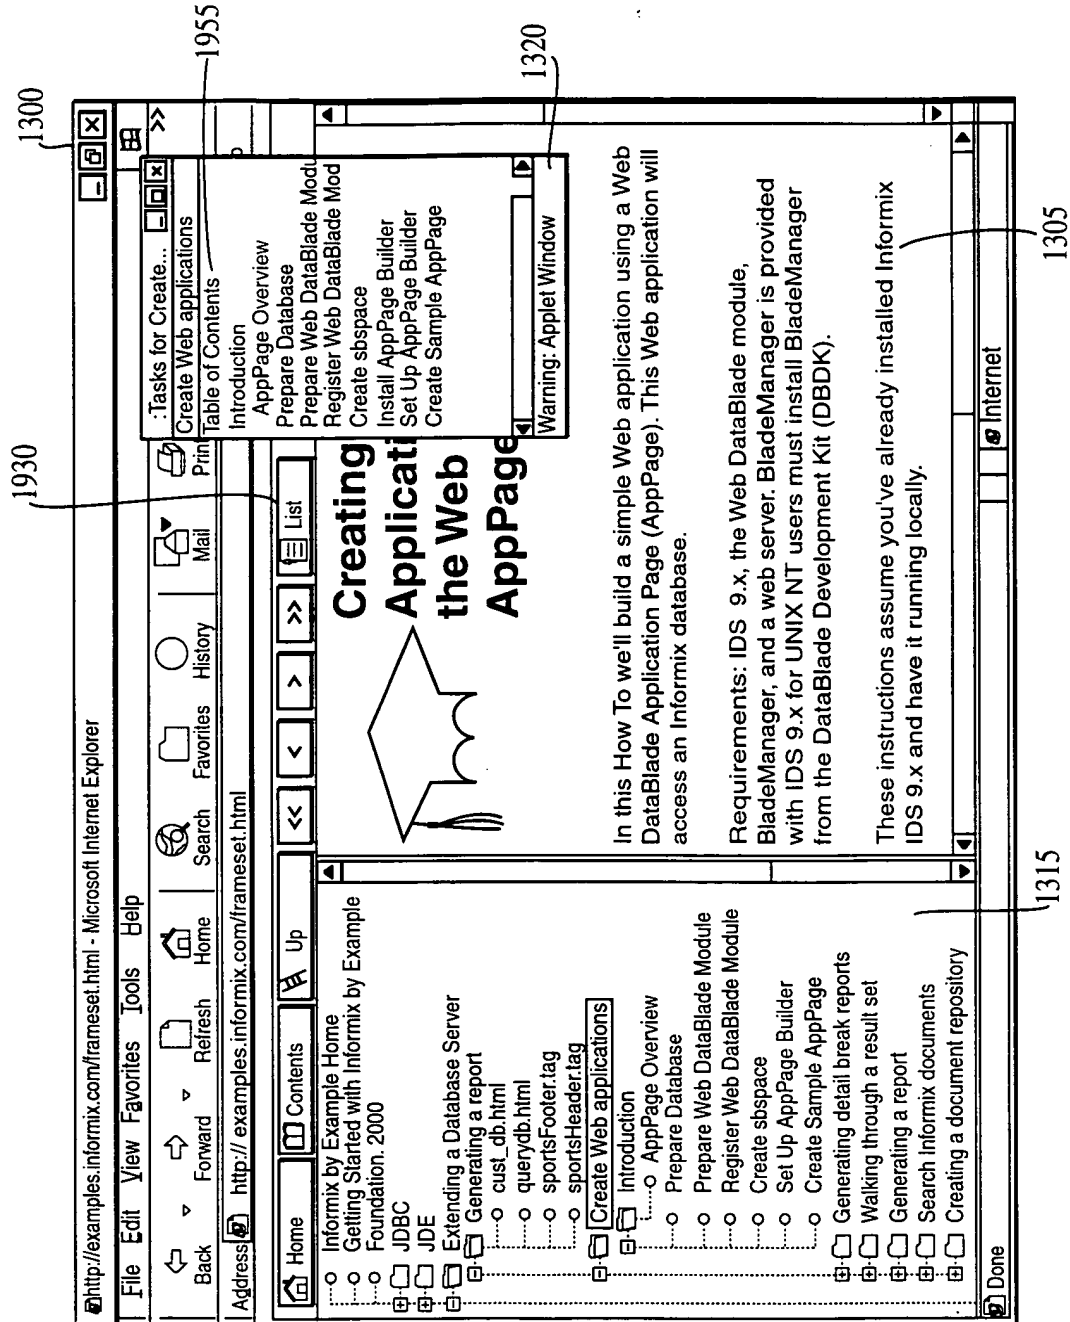 1300
1955
1320
1930
http://examples.informix.com/frameset.html - Microsoft Internet Explorer
File Edit View Favorites Tools Help
Back Forward Refresh Home Search Favorites History Mail Prin
>>
Address http:// examples.informix.com/frameset.html
Home Contents Up << < > >> List
:Tasks for Create...
Create Web applications
Table of Contents
Introduction
AppPage Overview
Prepare Database
Prepare Web DataBlade Modu
Register Web DataBlade Mod
Create sbspace
Install AppPage Builder
Set Up AppPage Builder
Create Sample AppPage
Warning: Applet Window
Informix by Example Home
Getting Started with Informix by Example
Foundation. 2000
JDBC
JDE
Extending a Database Server
Generating a report
cust_db.html
querydb.html
sportsFooter.tag
sportsHeader.tag
Create Web applications
Introduction
AppPage Overview
Prepare Database
Prepare Web DataBlade Module
Register Web DataBlade Module
Create sbspace
Set Up AppPage Builder
Create Sample AppPage
Generating detail break reports
Walking through a result set
Generating a report
Search Informix documents
Creating a document repository
Creating
Applicati
the Web
AppPage
In this How To we'll build a simple Web application using a Web
DataBlade Application Page (AppPage). This Web application will
access an Informix database.
Requirements: IDS 9.x, the Web DataBlade module,
BladeManager, and a web server. BladeManager is provided
with IDS 9.x for UNIX NT users must install BladeManager
from the DataBlade Development Kit (DBDK).
These instructions assume you've already installed Informix
IDS 9.x and have it running locally.
Done
Internet
1315
1305